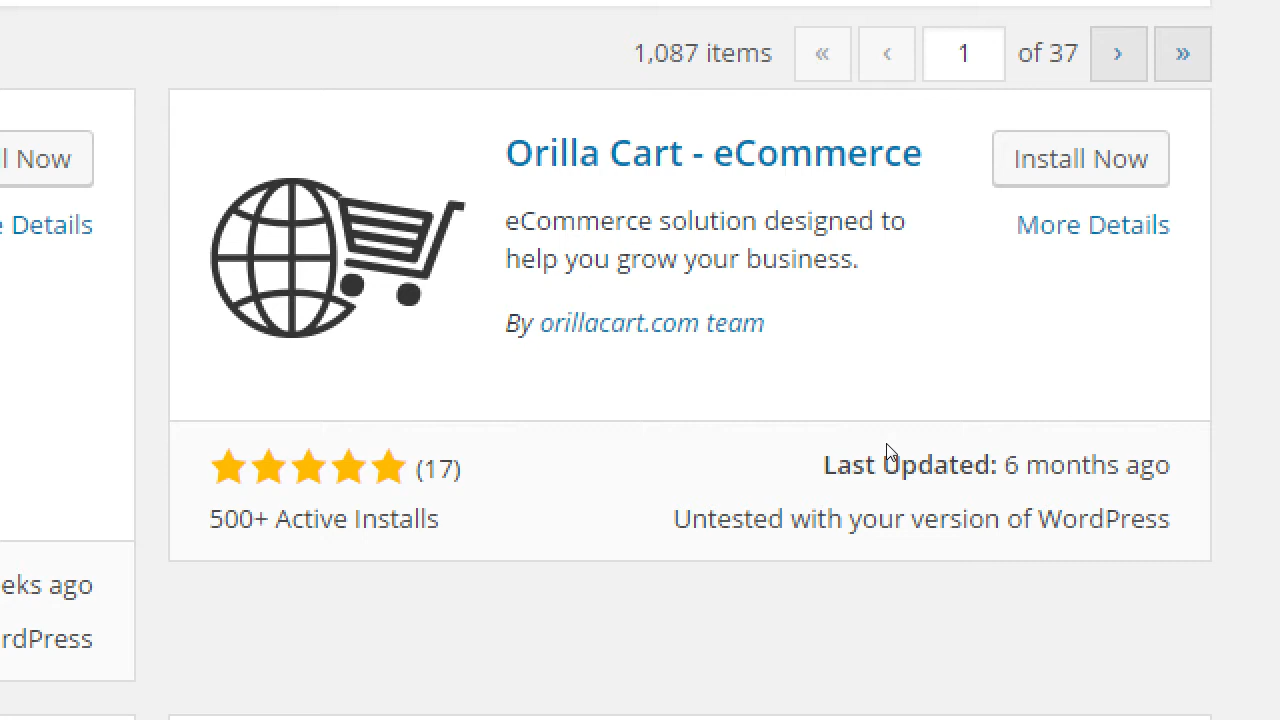 1,087 items « ‹ 1 of 37 › »
l Now
e Details
eks ago
rdPress
Orilla Cart - eCommerce
Install Now
eCommerce solution designed to
help you grow your business.
More Details
By orillacart.com team
(17)
Last Updated: 6 months ago
500+ Active Installs
Untested with your version of WordPress